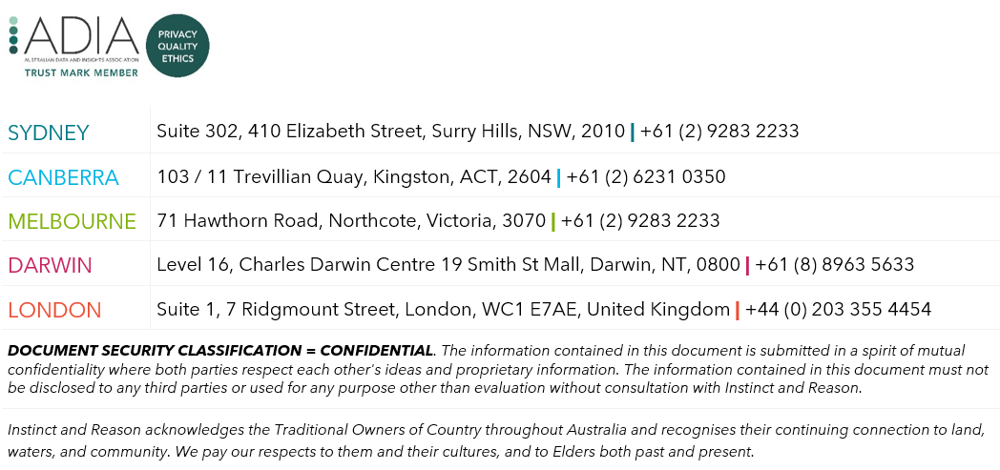 ADIA
AUSTRALIAN DATA AND INSIGHTS ASSOCIATION
TRUST MARK MEMBER
PRIVACY
QUALITY
ETHICS
SYDNEY Suite 302, 410 Elizabeth Street, Surry Hills, NSW, 2010 | +61 (2) 9283 2233
CANBERRA 103 / 11 Trevillian Quay, Kingston, ACT, 2604 | +61 (2) 6231 0350
MELBOURNE 71 Hawthorn Road, Northcote, Victoria, 3070 | +61 (2) 9283 2233
DARWIN Level 16, Charles Darwin Centre 19 Smith St Mall, Darwin, NT, 0800 | +61 (8) 8963 5633
LONDON Suite 1, 7 Ridgmount Street, London, WC1 E7AE, United Kingdom | +44 (0) 203 355 4454
DOCUMENT SECURITY CLASSIFICATION = CONFIDENTIAL. The information contained in this document is submitted in a spirit of mutual
confidentiality where both parties respect each other's ideas and proprietary information. The information contained in this document must not
be disclosed to any third parties or used for any purpose other than evaluation without consultation with Instinct and Reason.
Instinct and Reason acknowledges the Traditional Owners of Country throughout Australia and recognises their continuing connection to land,
waters, and community. We pay our respects to them and their cultures, and to Elders both past and present.